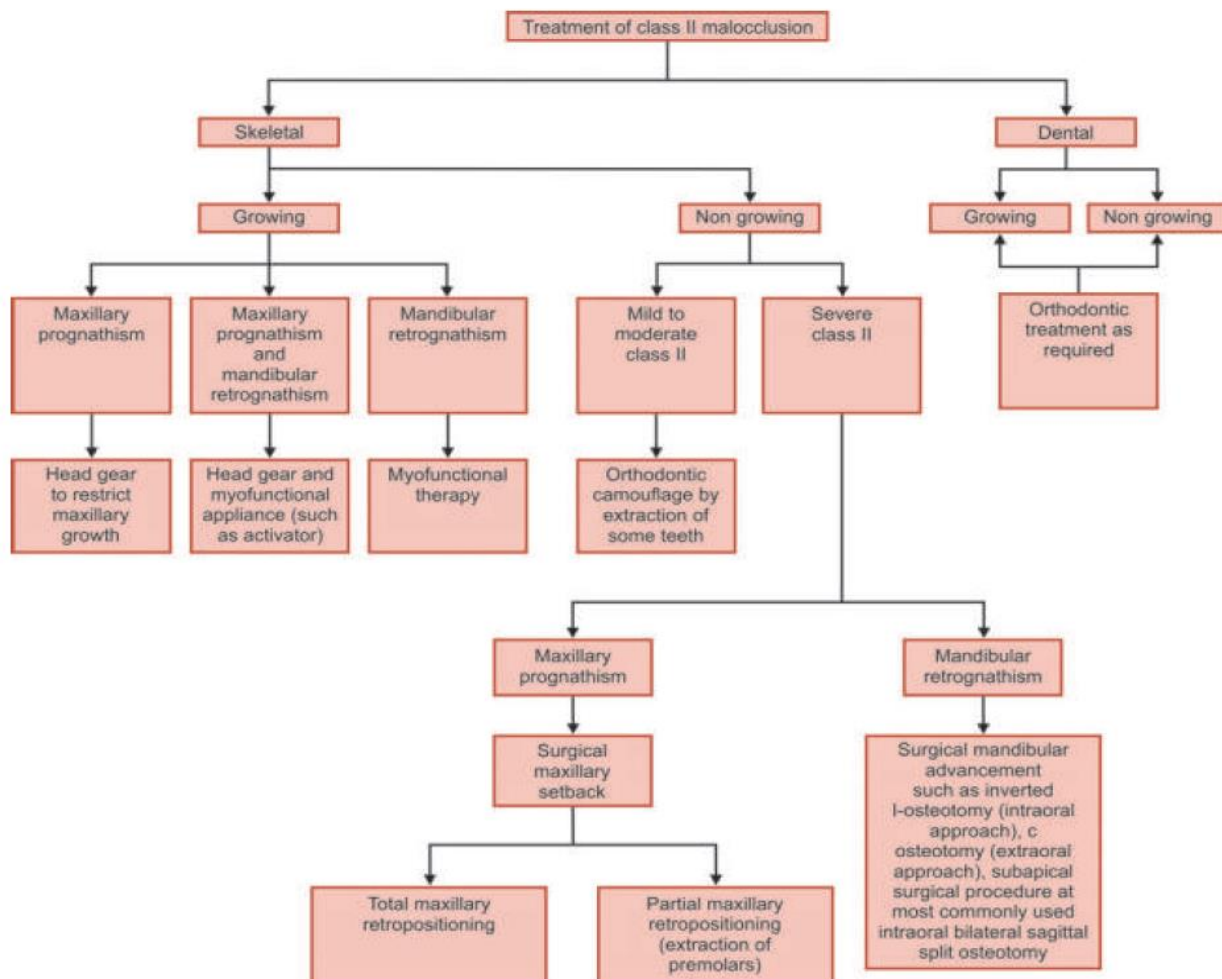 Treatment of class II malocclusion
Skeletal
Dental
Growing
Non growing
Growing
Non growing
Maxillary
prognathism
Maxillary
prognathism
and
mandibular
retrognathism
Mandibular
retrognathism
Mild to
moderate
class II
Severe
class II
Orthodontic
treatment as
required
Head gear
to restrict
maxillary
growth
Head gear and
myofunctional
appliance (such
as activator)
Myofunctional
therapy
Orthodontic
camouflage by
extraction of
some teeth
Maxillary
prognathism
Mandibular
retrognathism
Surgical
maxillary
setback
Surgical mandibular
advancement
such as inverted
I-osteotomy (intraoral
approach), c
osteotomy (extraoral
approach), subapical
surgical procedure at
most commonly used
intraoral bilateral sagittal
split osteotomy
Total maxillary
retropositioning
Partial maxillary
retropositioning
(extraction of
premolars)